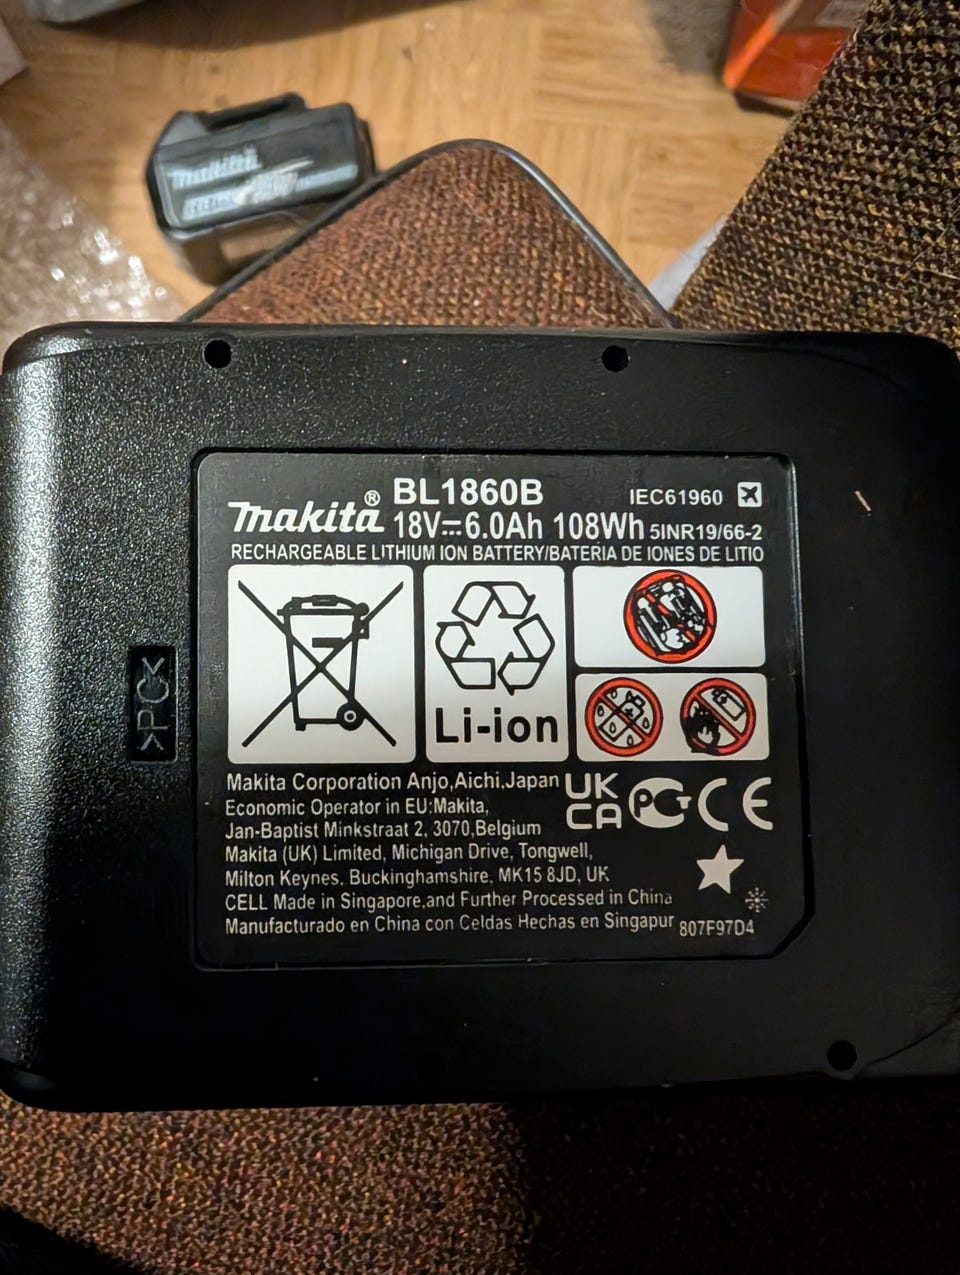 Makita
Makita® BL1860B IEC61960
18V⎓6.0Ah 108Wh 5INR19/66-2
RECHARGEABLE LITHIUM ION BATTERY/BATERIA DE IONES DE LITIO
Li-ion
>PC<
Makita Corporation Anjo,Aichi,Japan
UK
CA
PCT CE
Economic Operator in EU:Makita,
Jan-Baptist Minkstraat 2, 3070,Belgium
Makita (UK) Limited, Michigan Drive, Tongwell,
Milton Keynes, Buckinghamshire, MK15 8JD, UK
CELL Made in Singapore,and Further Processed in China
Manufacturado en China con Celdas Hechas en Singapur 807F97D4